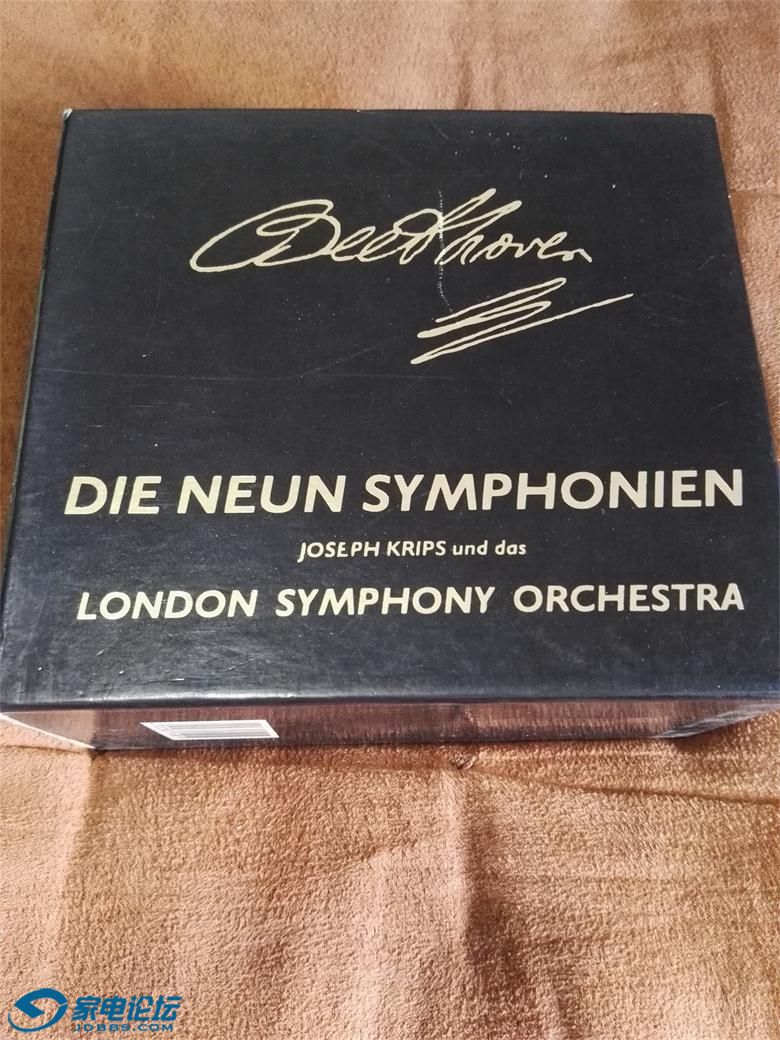 Beethoven
DIE NEUN SYMPHONIEN
JOSEPH KRIPS und das
LONDON SYMPHONY ORCHESTRA
家电论坛
JDBBS.COM